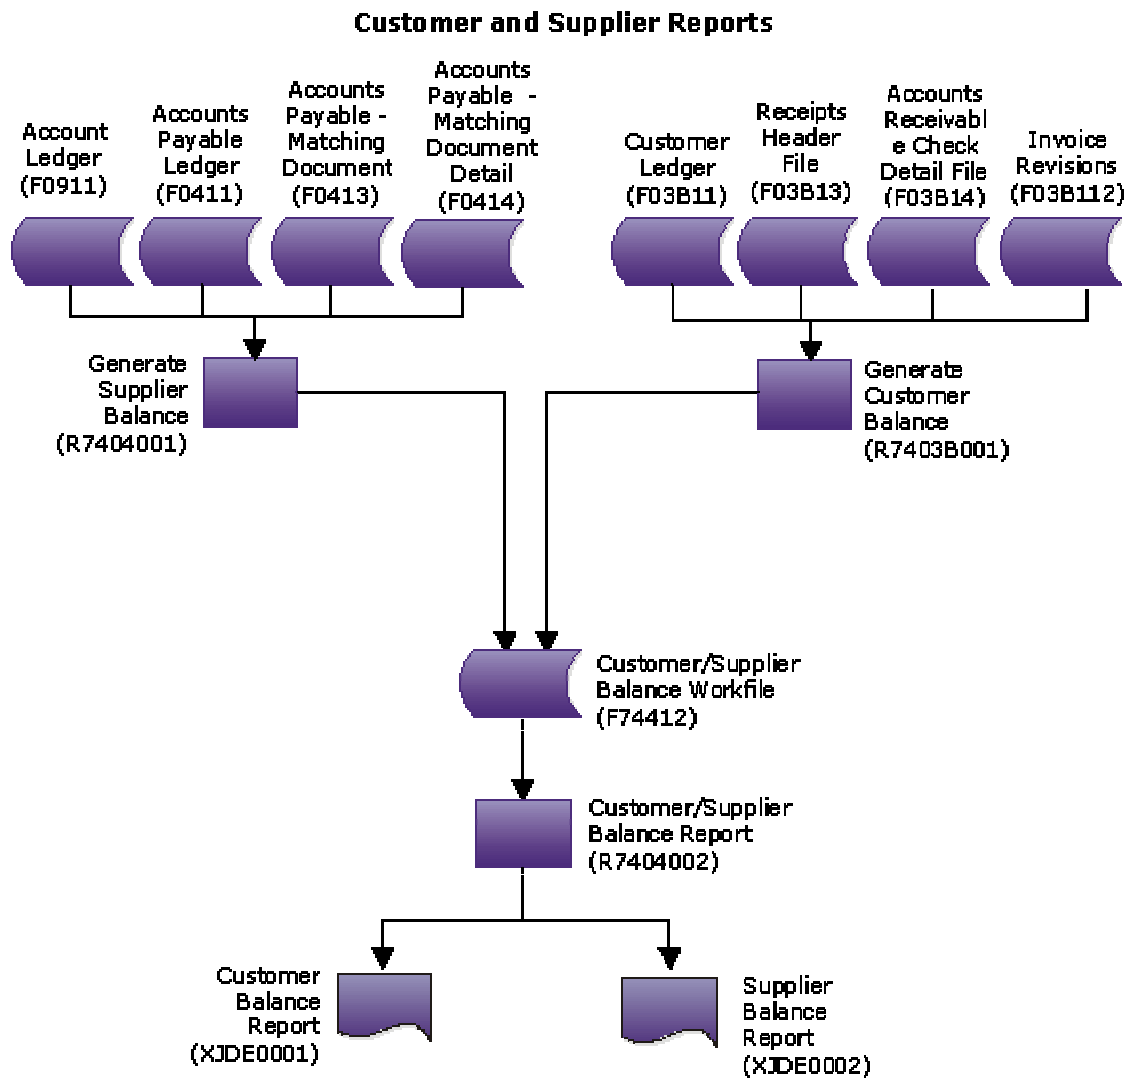 Customer and Supplier Reports
Account
Ledger
(F0911)
Accounts
Payable
Ledger
(F0411)
Accounts
Payable -
Matching
Document
(F0413)
Accounts
Payable -
Matching
Document
Detail
(F0414)
Customer
Ledger
(F03B11)
Receipts
Header
File
(F03B13)
Accounts
Receivabl
e Check
Detail File
(F03B14)
Invoice
Revisions
(F03B112)
Generate
Supplier
Balance
(R7404001)
Generate
Customer
Balance
(R7403B001)
Customer/Supplier
Balance Workfile
(F74412)
Customer/Supplier
Balance Report
(R7404002)
Customer
Balance
Report
(XJDE0001)
Supplier
Balance
Report
(XJDE0002)